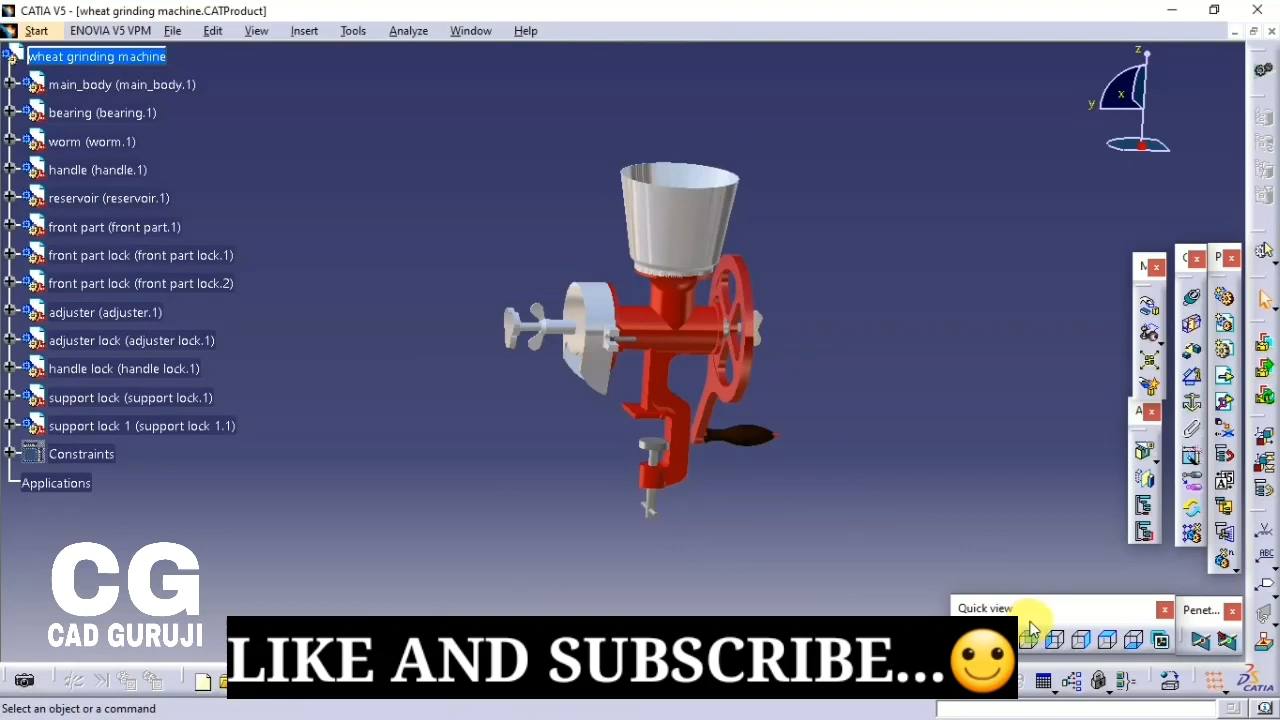 CATIA V5 - [wheat grinding machine.CATProduct]
Start ENOVIA V5 VPM File Edit View Insert Tools Analyze Window Help
wheat grinding machine
main_body (main_body.1)
bearing (bearing.1)
worm (worm.1)
handle (handle.1)
reservoir (reservoir.1)
front part (front part.1)
front part lock (front part lock.1)
front part lock (front part lock.2)
adjuster (adjuster.1)
adjuster lock (adjuster lock.1)
handle lock (handle lock.1)
support lock (support lock.1)
support lock 1 (support lock 1.1)
Constraints
Applications
z
y
x
M
C
P
A
Quick view
Penet...
ABC
CG
CAD GURUJI
LIKE AND SUBSCRIBE...
CATIA
Select an object or a command